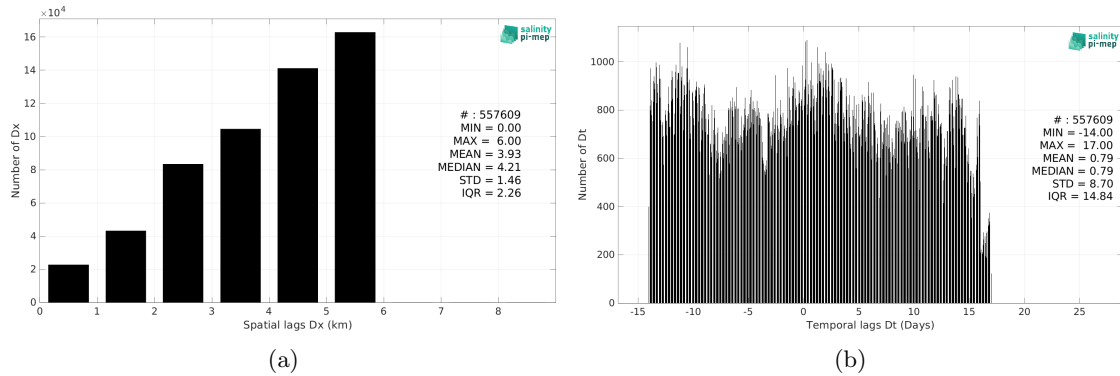 ×10⁴
16
14
12
10
8
6
4
2
0
Number of Dx
0 1 2 3 4 5 6 7 8
Spatial lags Dx (km)
salinity
pi-mep
# : 557609
MIN = 0.00
MAX = 6.00
MEAN = 3.93
MEDIAN = 4.21
STD = 1.46
IQR = 2.26
(a)
1000
800
600
400
200
0
Number of Dt
-15 -10 -5 0 5 10 15 20 25
Temporal lags Dt (Days)
salinity
pi-mep
# : 557609
MIN = -14.00
MAX = 17.00
MEAN = 0.79
MEDIAN = 0.79
STD = 8.70
IQR = 14.84
(b)